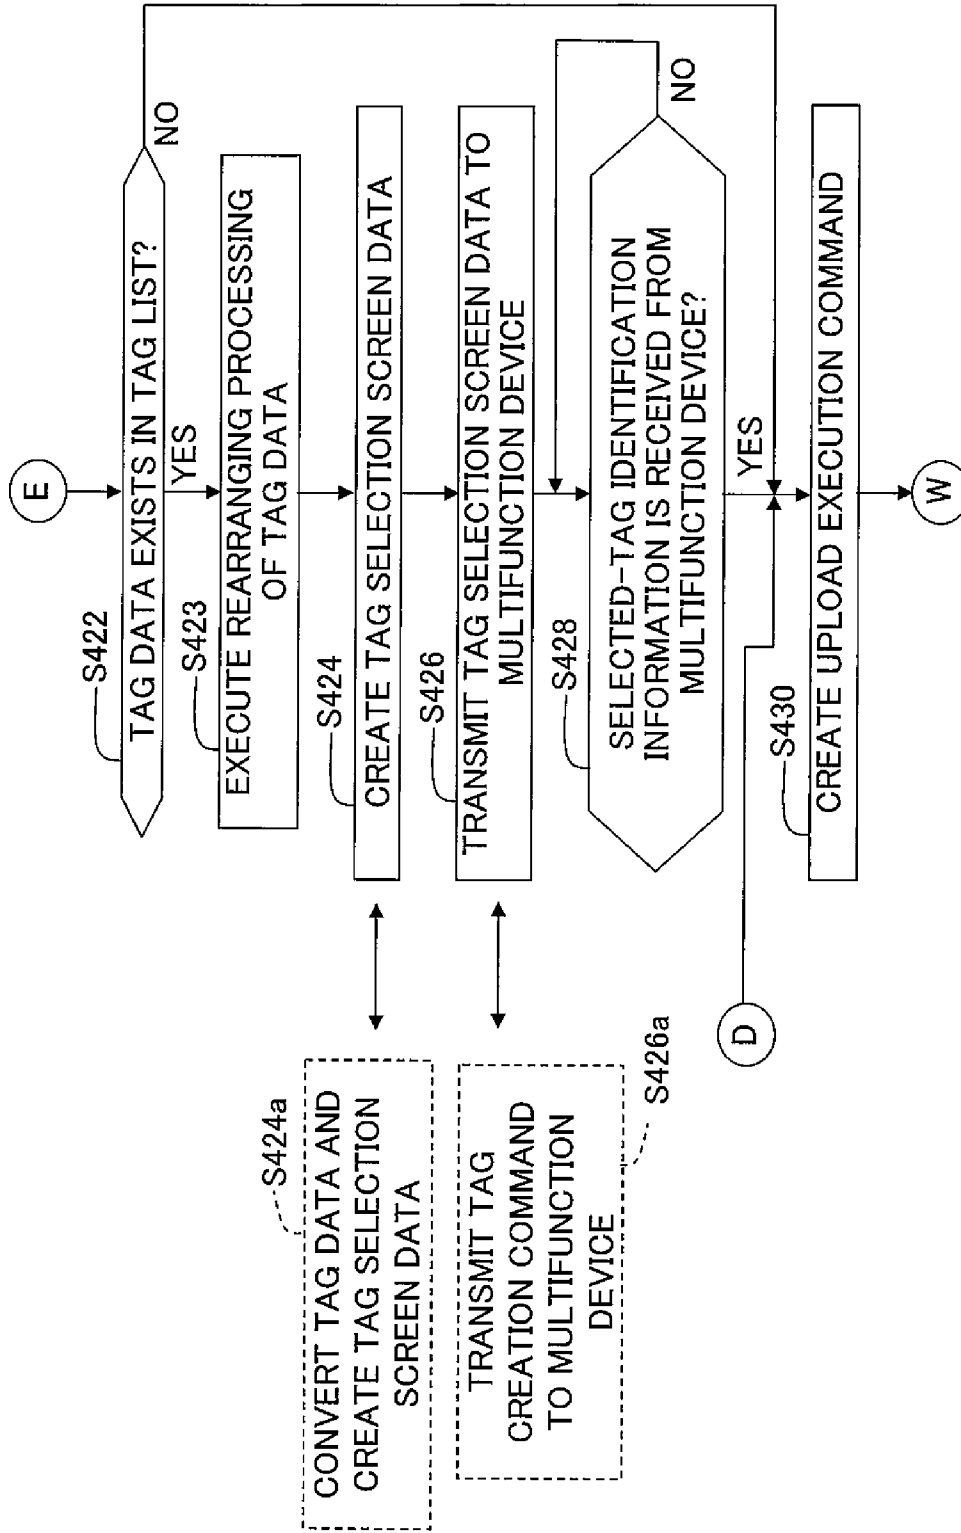 E
S422
TAG DATA EXISTS IN TAG LIST?
NO
YES
S423
EXECUTE REARRANGING PROCESSING
OF TAG DATA
S424
CREATE TAG SELECTION SCREEN DATA
S424a
CONVERT TAG DATA AND
CREATE TAG SELECTION
SCREEN DATA
S426
TRANSMIT TAG SELECTION SCREEN DATA TO
MULTIFUNCTION DEVICE
TRANSMIT TAG
CREATION COMMAND
TO MULTIFUNCTION
DEVICE
S426a
S428
SELECTED-TAG IDENTIFICATION
INFORMATION IS RECEIVED FROM
MULTIFUNCTION DEVICE?
NO
YES
D
S430
CREATE UPLOAD EXECUTION COMMAND
W